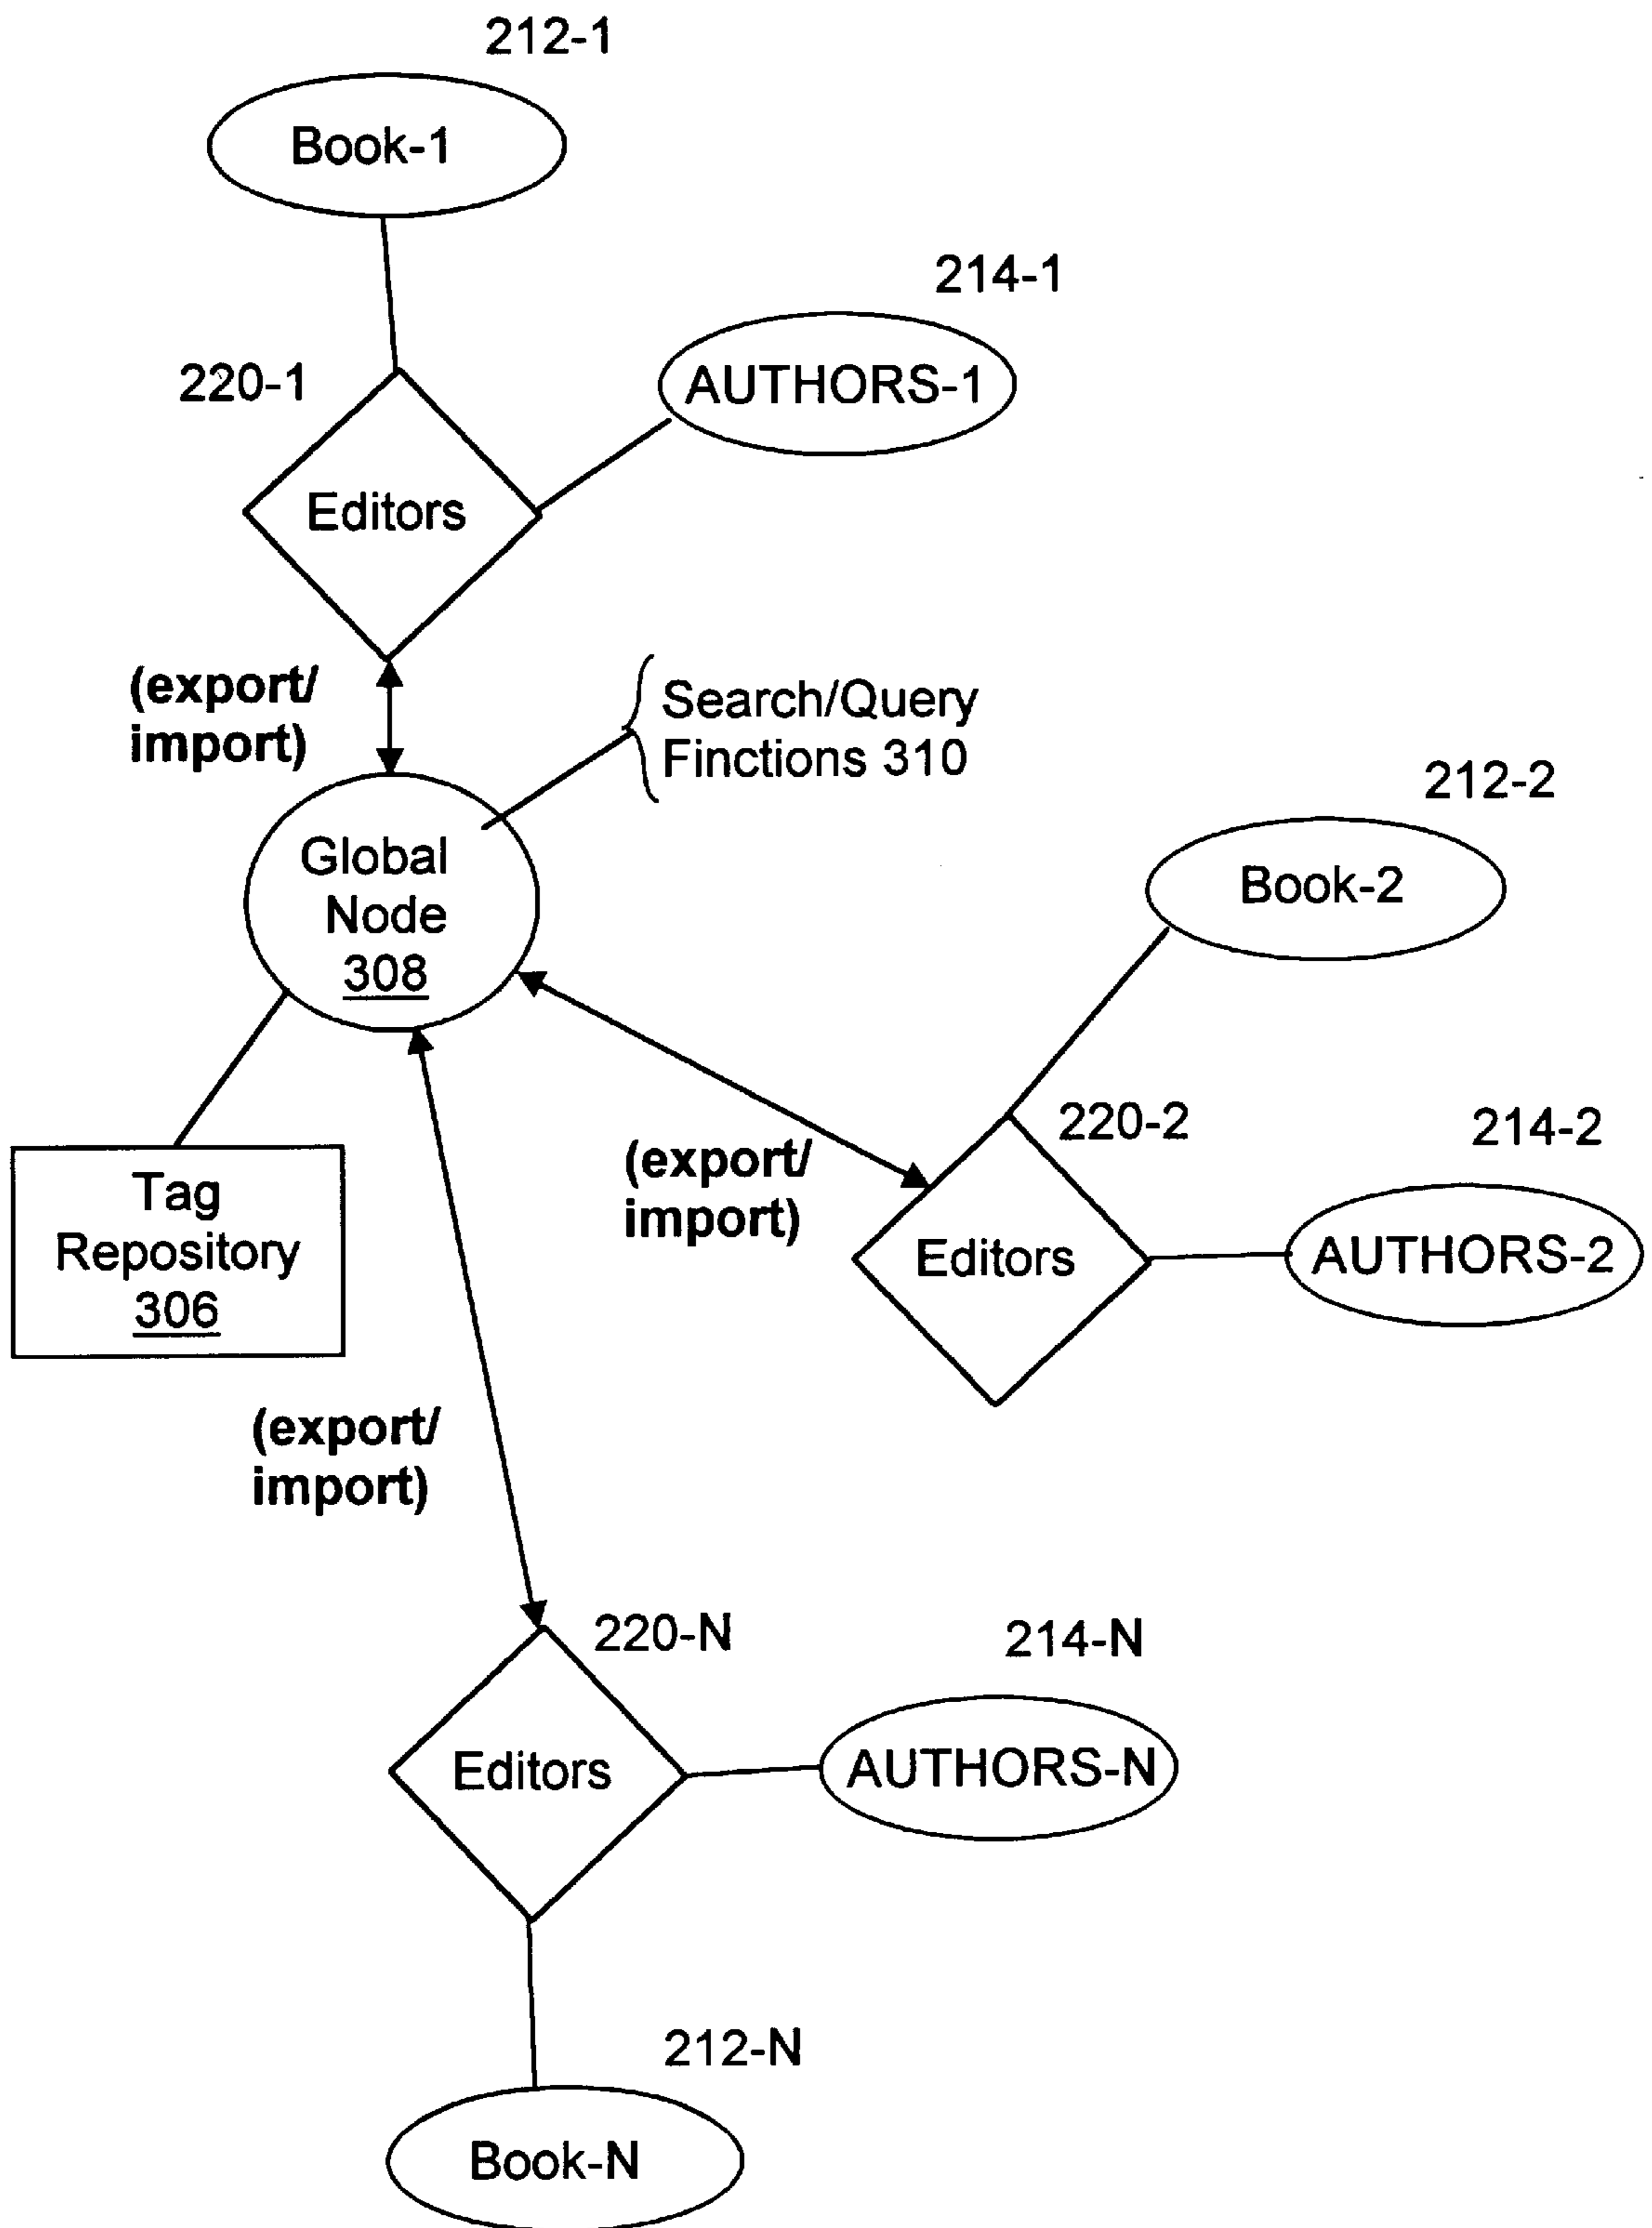 212-1
Book-1
214-1
220-1
AUTHORS-1
Editors
(export/
import)
Search/Query
Finctions 310
Global
Node
308
212-2
Book-2
Tag
Repository
306
(export/
import)
220-2
214-2
Editors
AUTHORS-2
(export/
import)
220-N
214-N
Editors
AUTHORS-N
212-N
Book-N